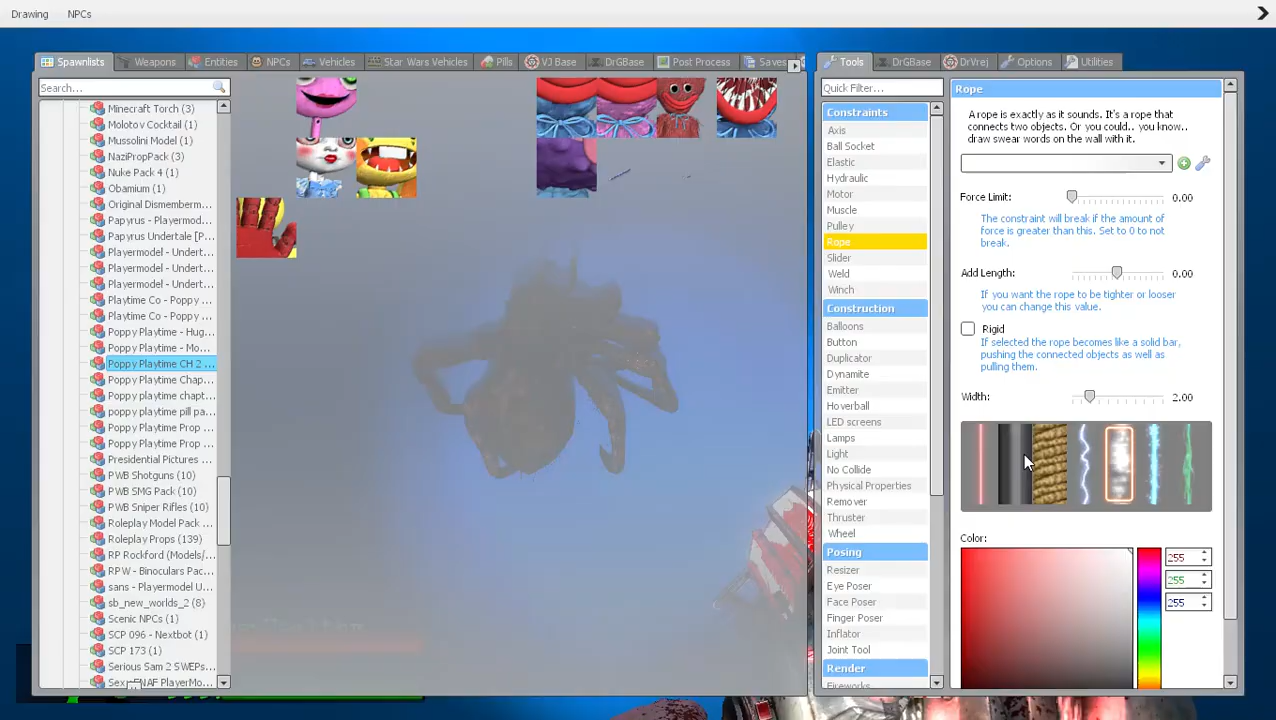 Drawing NPCs
Spawnlists Weapons Entities NPCs Vehicles Star Wars Vehicles Pills V3 Base DrGBase Post Process Saves
Search...
Minecraft Torch (3)
Molotov Cocktail (1)
Mussolini Model (1)
NaziPropPack (3)
Nuke Pack 4 (1)
Obamium (1)
Original Dismemberm...
Papyrus - Playermod...
Papyrus Undertale [P...
Playermodel - Undert...
Playermodel - Undert...
Playermodel - Undert...
Playtime Co - Poppy ...
Playtime Co - Poppy ...
Poppy Playtime - Hug...
Poppy Playtime - Mo...
Poppy Playtime CH 2 ...
Poppy Playtime Chap...
Poppy playtime chapt...
poppy playtime pill pa...
Poppy Playtime Prop ...
Poppy Playtime Prop ...
Presidential Pictures ...
PWB Shotguns (10)
PWB SMG Pack (10)
PWB Sniper Rifles (10)
Roleplay Model Pack ...
Roleplay Props (139)
RP Rockford (Models/...
RPW - Binoculars Pac...
sans - Playermodel U...
sb_new_worlds_2 (8)
Scenic NPCs (1)
SCP 096 - Nextbot (1)
SCP 173 (1)
Serious Sam 2 SWEPs...
Tools DrGBase DrVrej Options Utilities
Quick Filter...
Constraints
Axis
Ball Socket
Elastic
Hydraulic
Motor
Muscle
Pulley
Rope
Slider
Weld
Winch
Construction
Balloons
Button
Duplicator
Dynamite
Emitter
Hoverball
LED screens
Lamps
Light
No Collide
Physical Properties
Remover
Thruster
Wheel
Posing
Resizer
Eye Poser
Face Poser
Finger Poser
Inflator
Joint Tool
Render
Fireworks
Rope
A rope is exactly as it sounds. It's a rope that
connects two objects. Or you could.. you know..
draw swear words on the wall with it.
Force Limit: 0.00
The constraint will break if the amount of
force is greater than this. Set to 0 to not
break.
Add Length: 0.00
If you want the rope to be tighter or looser
you can change this value.
Rigid
If selected the rope becomes like a solid bar,
pushing the connected objects as well as
pulling them.
Width: 2.00
Color:
255
255
255